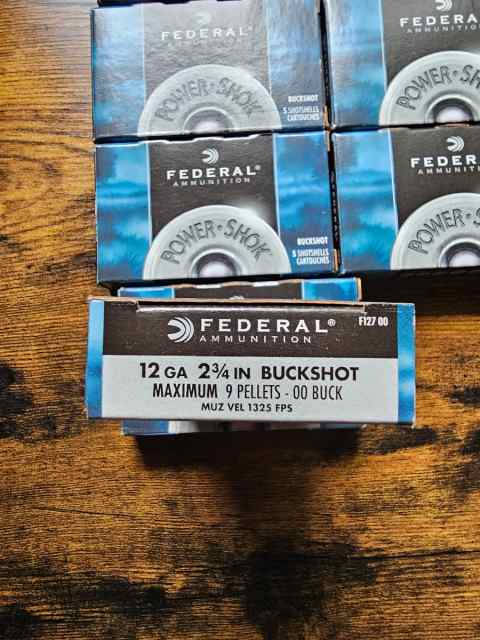 FEDERAL
AMMUNITION
POWER·SHOK
BUCKSHOT
5 SHOTSHELLS
CARTOUCHES
POWER·SHOK
FEDERAL®
AMMUNITION
POWER·SHOK
BUCKSHOT
5 SHOTSHELLS
CARTOUCHES
FEDERAL
AMMUNITION
POWER·S
FEDERAL®
AMMUNITION
F127 00
12 GA 2¾ IN BUCKSHOT
MAXIMUM 9 PELLETS - 00 BUCK
MUZ VEL 1325 FPS